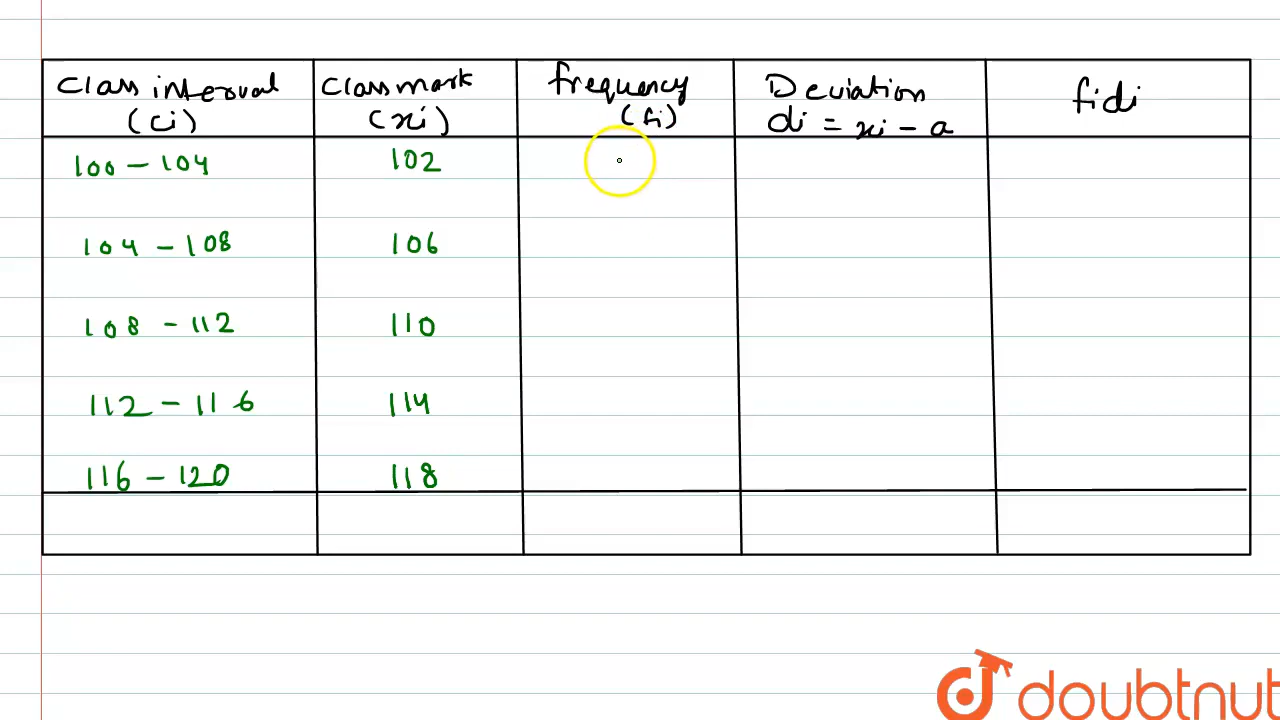 Class interval Class mark frequency Deviation fidi
(Ci) (xi) (fi) di = xi - a
100 - 104 102
104 - 108 106
108 - 112 110
112 - 116 114
116 - 120 118
doubtnut